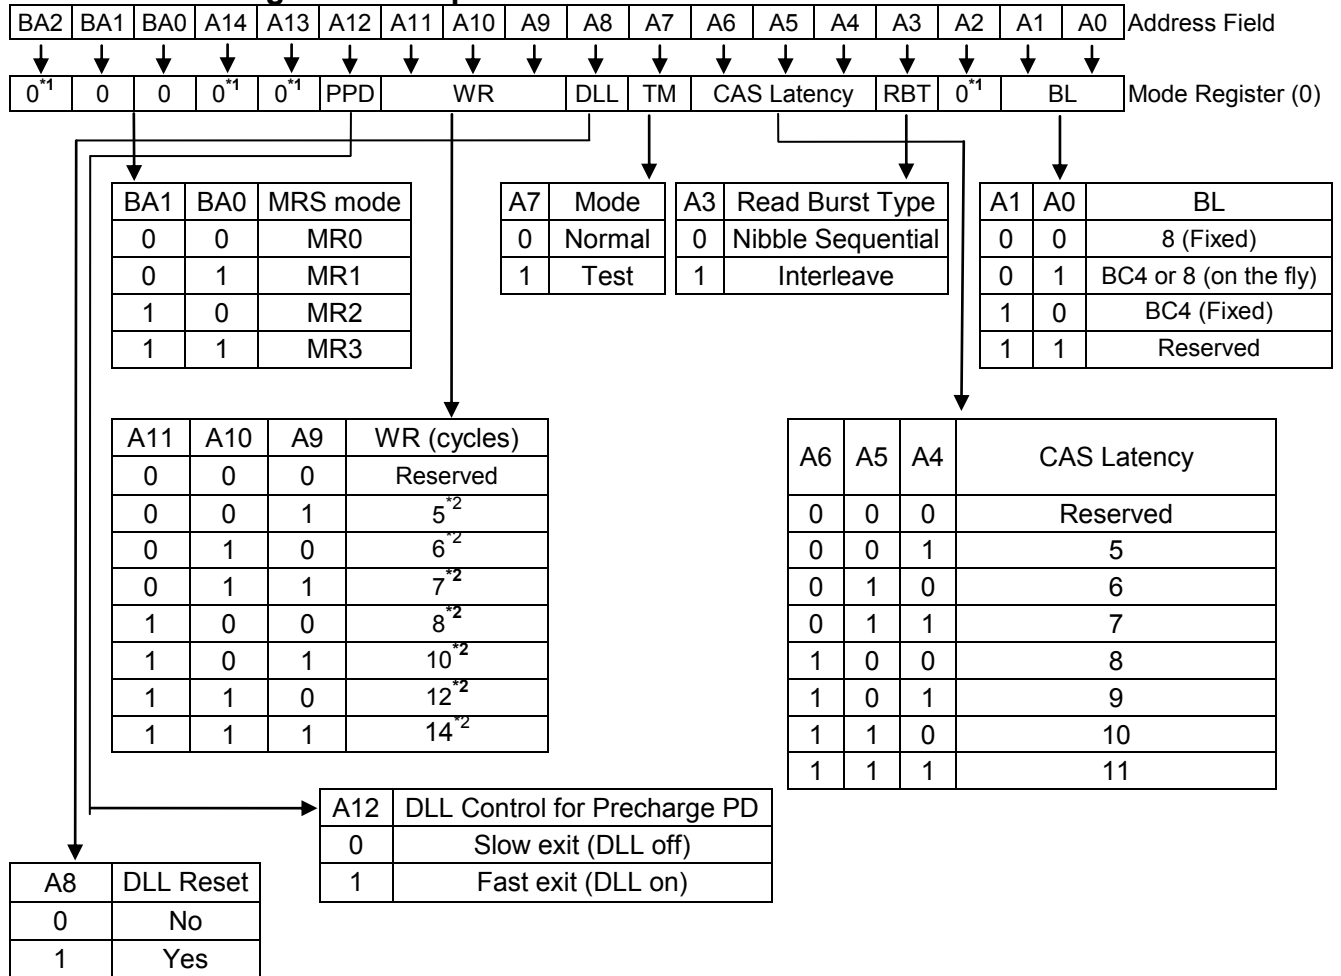 BA2 BA1 BA0 A14 A13 A12 A11 A10 A9 A8 A7 A6 A5 A4 A3 A2 A1 A0 Address Field
0*1 0 0 0*1 0*1 PPD WR DLL TM CAS Latency RBT 0*1 BL Mode Register (0)
BA1 BA0 MRS mode
0 0 MR0
0 1 MR1
1 0 MR2
1 1 MR3
A7 Mode
0 Normal
1 Test
A3 Read Burst Type
0 Nibble Sequential
1 Interleave
A1 A0 BL
0 0 8 (Fixed)
0 1 BC4 or 8 (on the fly)
1 0 BC4 (Fixed)
1 1 Reserved
A11 A10 A9 WR (cycles)
0 0 0 Reserved
0 0 1 5*2
0 1 0 6*2
0 1 1 7*2
1 0 0 8*2
1 0 1 10*2
1 1 0 12*2
1 1 1 14*2
A6 A5 A4 CAS Latency
0 0 0 Reserved
0 0 1 5
0 1 0 6
0 1 1 7
1 0 0 8
1 0 1 9
1 1 0 10
1 1 1 11
A12 DLL Control for Precharge PD
0 Slow exit (DLL off)
1 Fast exit (DLL on)
A8 DLL Reset
0 No
1 Yes